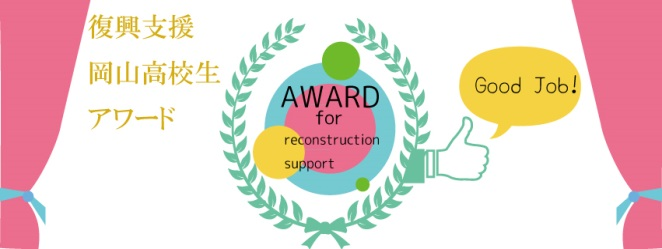 復興支援
岡山高校生
アワード
AWARD
for
reconstruction
support
Good Job!